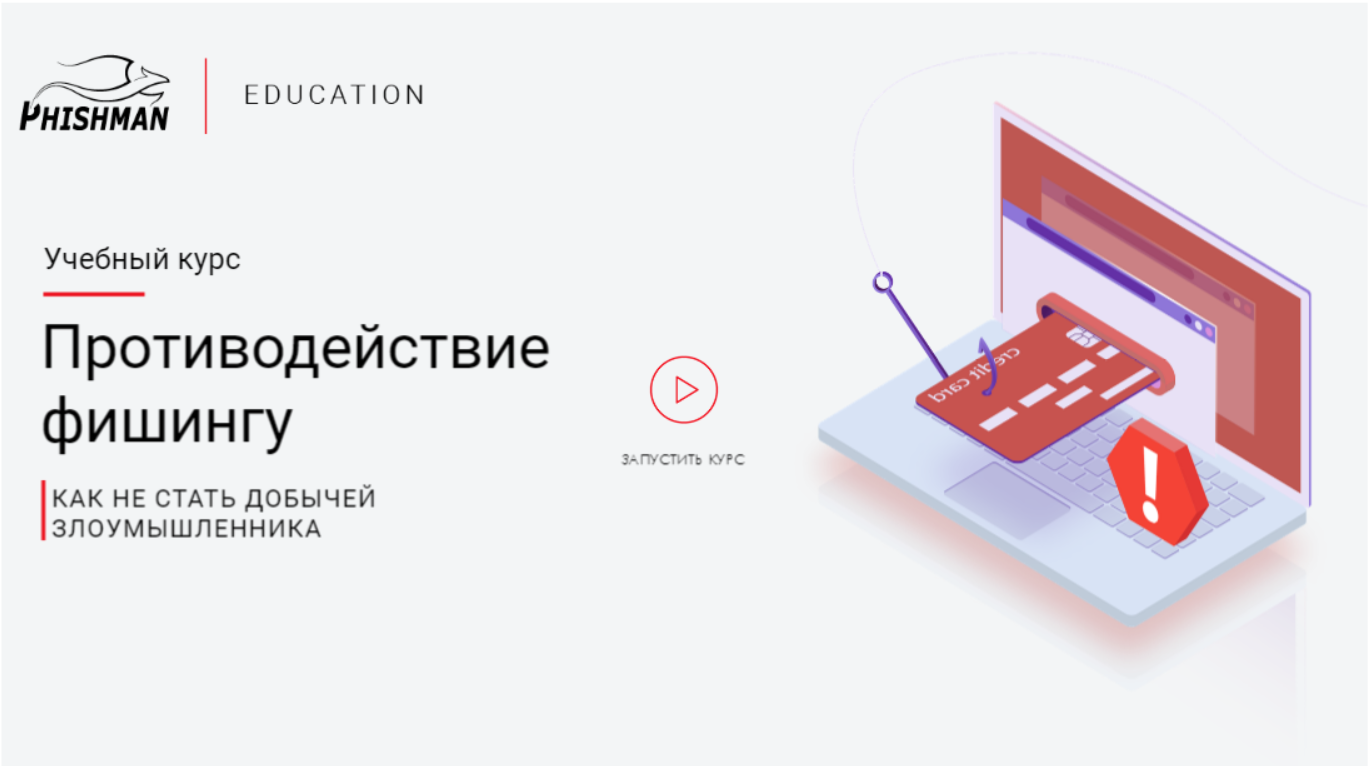 PHISHMAN
EDUCATION
Учебный курс
Противодействие
фишингу
КАК НЕ СТАТЬ ДОБЫЧЕЙ
ЗЛОУМЫШЛЕННИКА
ЗАПУСТИТЬ КУРС
credit card
!